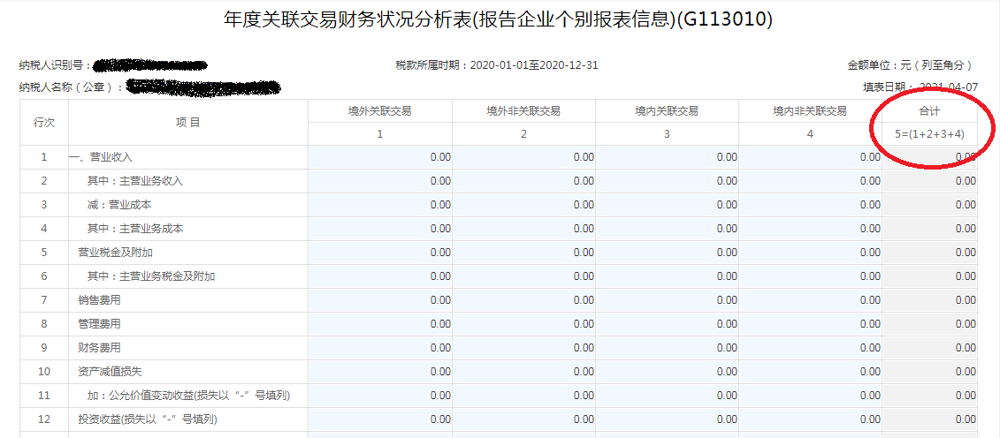 年度关联交易财务状况分析表(报告企业个别报表信息)(G113010)
纳税人识别号： 税款所属时期：2020-01-01至2020-12-31 金额单位：元（列至角分）
纳税人名称（公章）： 填表日期：2021-04-07
行次 项 目 境外关联交易 境外非关联交易 境内关联交易 境内非关联交易 合计
1 2 3 4 5=(1+2+3+4)
1 一、营业收入 0.00 0.00 0.00 0.00 0.00
2 其中：主营业务收入 0.00 0.00 0.00 0.00 0.00
3 减：营业成本 0.00 0.00 0.00 0.00 0.00
4 其中：主营业务成本 0.00 0.00 0.00 0.00 0.00
5 营业税金及附加 0.00 0.00 0.00 0.00 0.00
6 其中：主营业务税金及附加 0.00 0.00 0.00 0.00 0.00
7 销售费用 0.00 0.00 0.00 0.00 0.00
8 管理费用 0.00 0.00 0.00 0.00 0.00
9 财务费用 0.00 0.00 0.00 0.00 0.00
10 资产减值损失 0.00 0.00 0.00 0.00 0.00
11 加：公允价值变动收益(损失以“-”号填列) 0.00 0.00 0.00 0.00 0.00
12 投资收益(损失以“-”号填列) 0.00 0.00 0.00 0.00 0.00